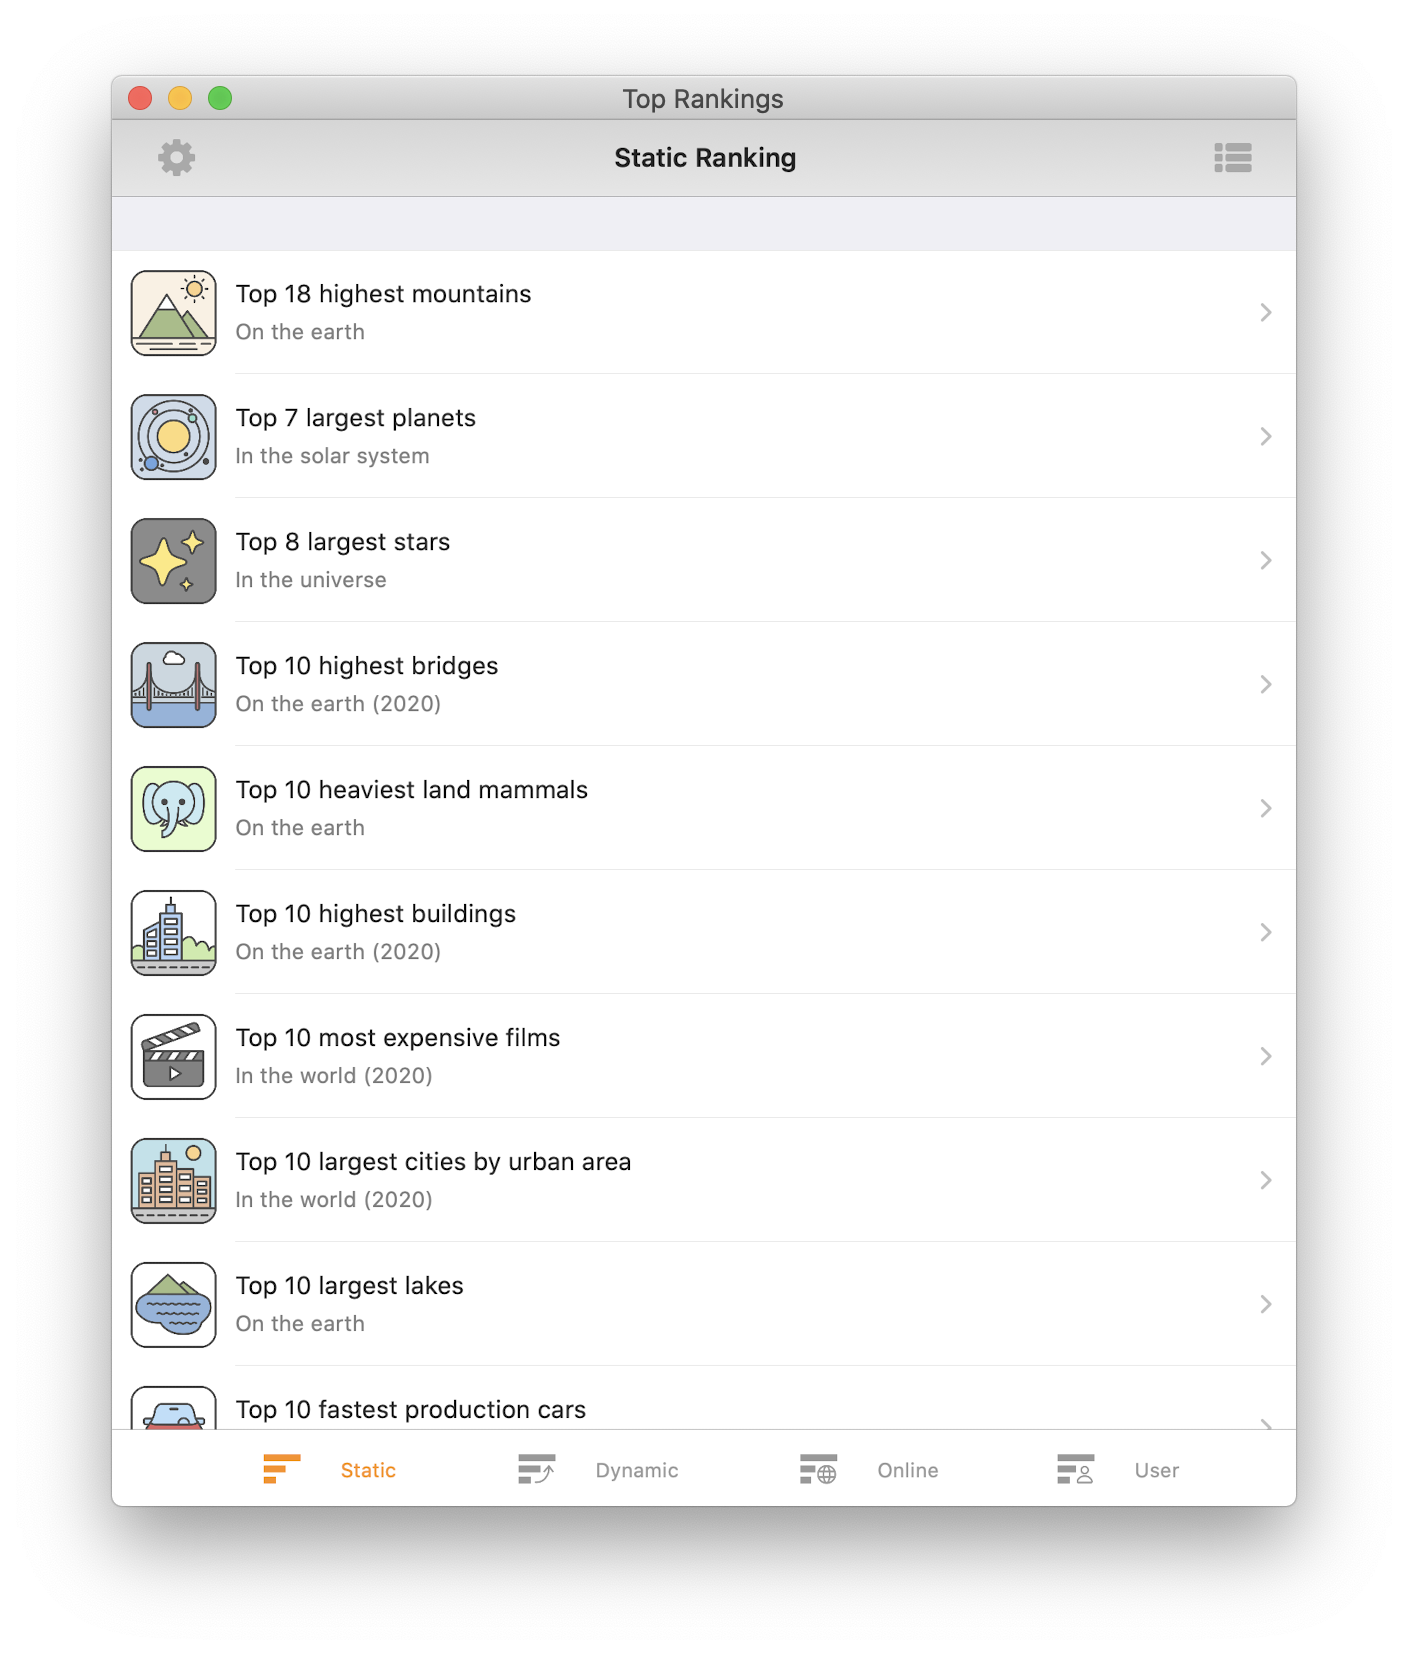 Top Rankings
Static Ranking
Top 18 highest mountains
On the earth
Top 7 largest planets
In the solar system
Top 8 largest stars
In the universe
Top 10 highest bridges
On the earth (2020)
Top 10 heaviest land mammals
On the earth
Top 10 highest buildings
On the earth (2020)
Top 10 most expensive films
In the world (2020)
Top 10 largest cities by urban area
In the world (2020)
Top 10 largest lakes
On the earth
Top 10 fastest production cars
Static
Dynamic
Online
User